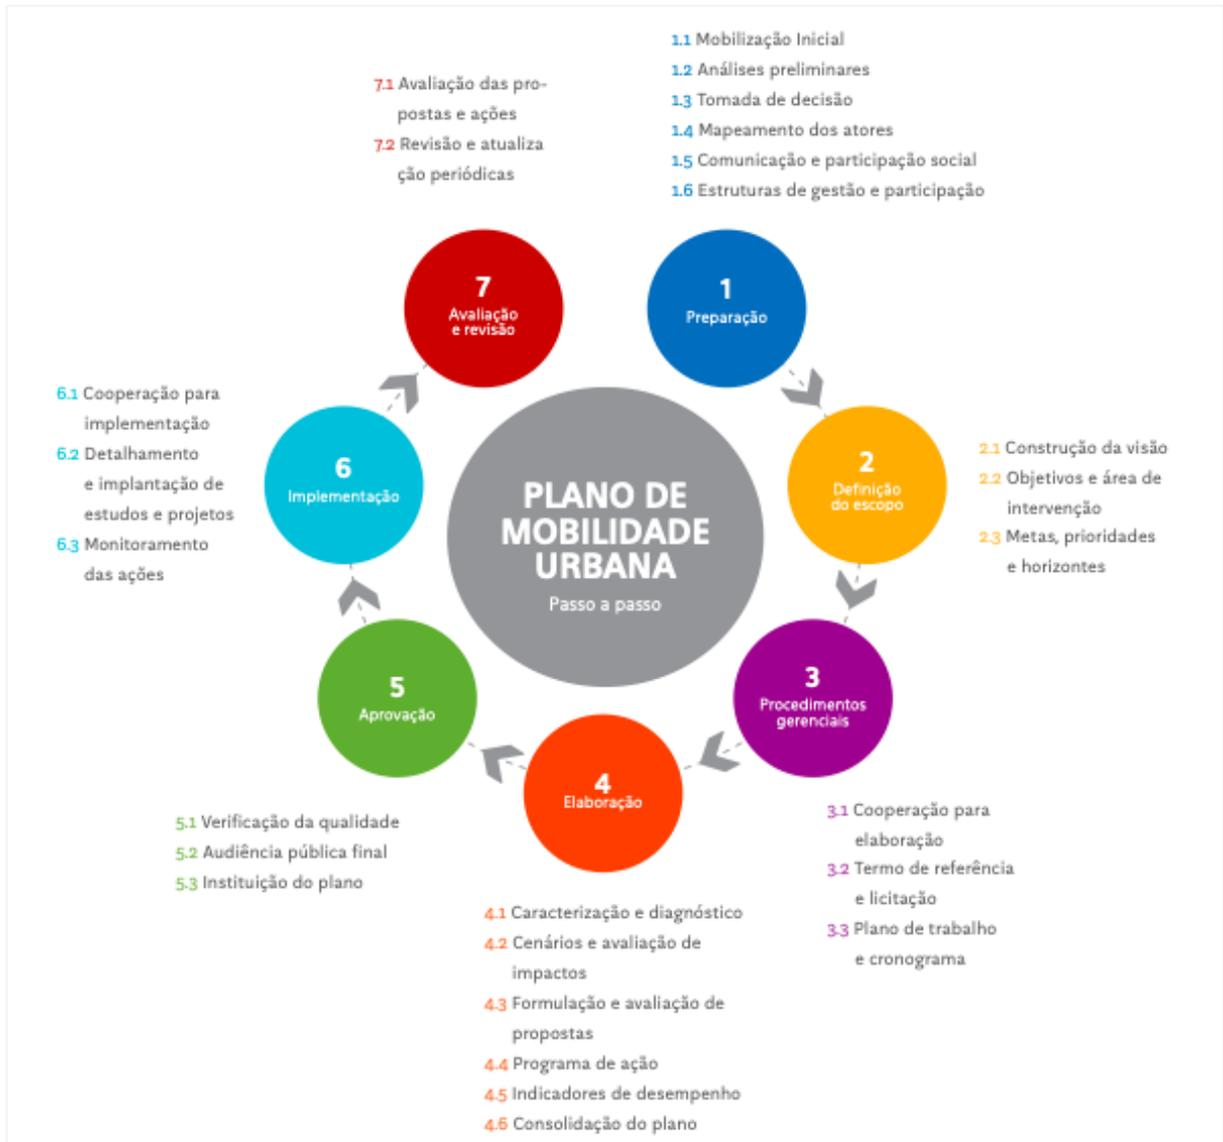 PLANO DE
MOBILIDADE
URBANA
Passo a passo
1
Preparação
1.1 Mobilização Inicial
1.2 Análises preliminares
1.3 Tomada de decisão
1.4 Mapeamento dos atores
1.5 Comunicação e participação social
1.6 Estruturas de gestão e participação
2
Definição
do escopo
2.1 Construção da visão
2.2 Objetivos e área de
intervenção
2.3 Metas, prioridades
e horizontes
3
Procedimentos
gerenciais
3.1 Cooperação para
elaboração
3.2 Termo de referência
e licitação
3.3 Plano de trabalho
e cronograma
4
Elaboração
4.1 Caracterização e diagnóstico
4.2 Cenários e avaliação de
impactos
4.3 Formulação e avaliação de
propostas
4.4 Programa de ação
4.5 Indicadores de desempenho
4.6 Consolidação do plano
5
Aprovação
5.1 Verificação da qualidade
5.2 Audiência pública final
5.3 Instituição do plano
6
Implementação
6.1 Cooperação para
implementação
6.2 Detalhamento
e implantação de
estudos e projetos
6.3 Monitoramento
das ações
7
Avaliação
e revisão
7.1 Avaliação das pro-
postas e ações
7.2 Revisão e atualiza
ção periódicas